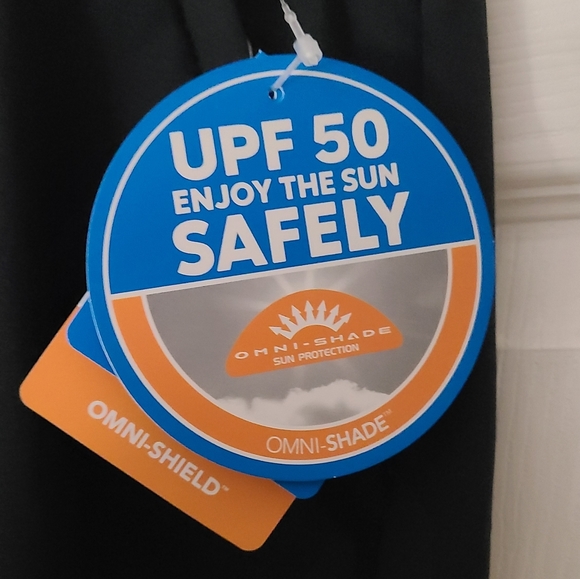 UPF 50
ENJOY THE SUN
SAFELY
OMNI-SHADE
SUN PROTECTION
OMNI-SHADE™
OMNI-SHIELD™